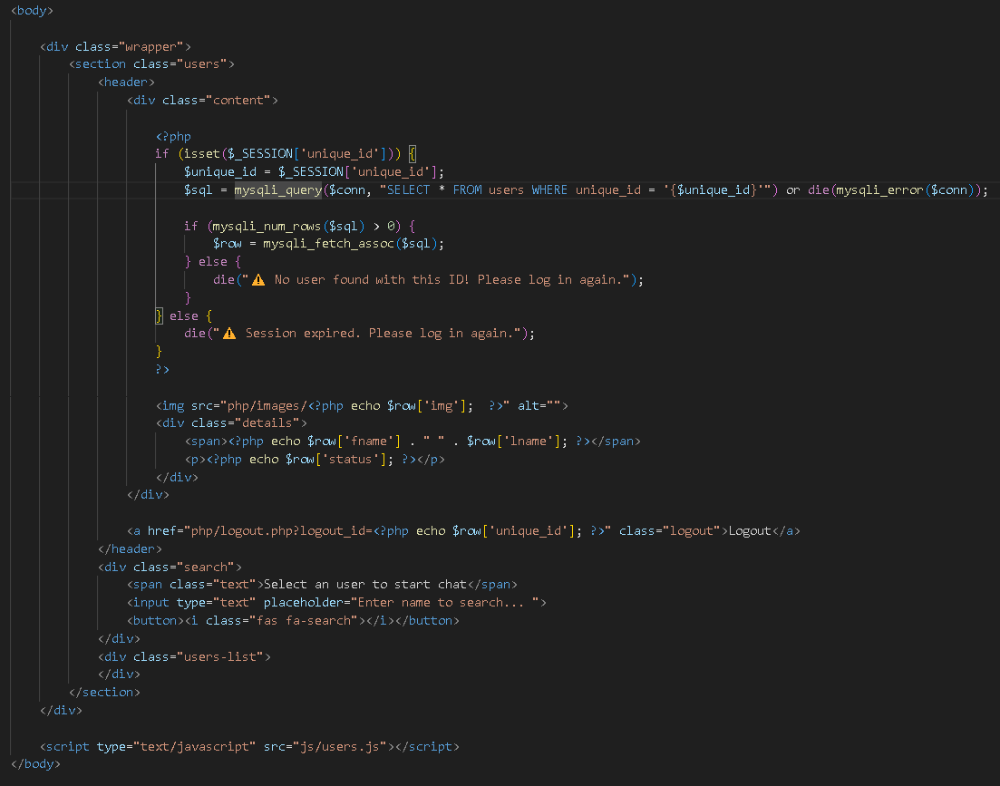 <body>
<div class="wrapper">
<section class="users">
<header>
<div class="content">
<?php
if (isset($_SESSION['unique_id'])) {
$unique_id = $_SESSION['unique_id'];
$sql = mysqli_query($conn, "SELECT * FROM users WHERE unique_id = '{$unique_id}'") or die(mysqli_error($conn));
if (mysqli_num_rows($sql) > 0) {
$row = mysqli_fetch_assoc($sql);
} else {
die("⚠️ No user found with this ID! Please log in again.");
}
} else {
die("⚠️ Session expired. Please log in again.");
}
?>
<img src="php/images/<?php echo $row['img'];  ?>" alt="">
<div class="details">
<span><?php echo $row['fname'] . " " . $row['lname']; ?></span>
<p><?php echo $row['status']; ?></p>
</div>
</div>
<a href="php/logout.php?logout_id=<?php echo $row['unique_id']; ?>" class="logout">Logout</a>
</header>
<div class="search">
<span class="text">Select an user to start chat</span>
<input type="text" placeholder="Enter name to search... ">
<button><i class="fas fa-search"></i></button>
</div>
<div class="users-list">
</div>
</section>
</div>
<script type="text/javascript" src="js/users.js"></script>
</body>